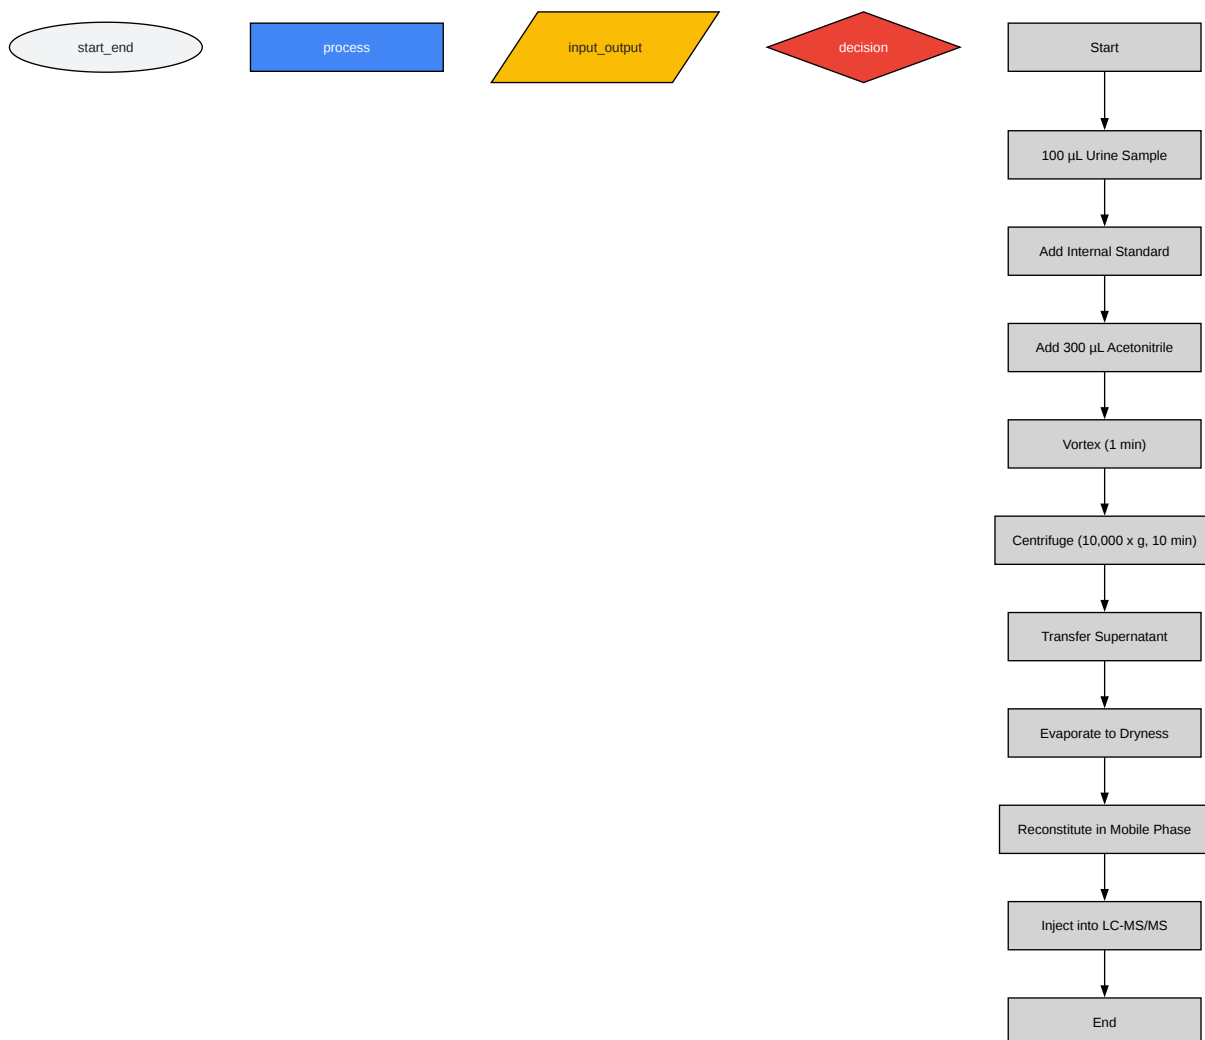 start_end
process
input_output
decision
Start
100 µL Urine Sample
Add Internal Standard
Add 300 µL Acetonitrile
Vortex (1 min)
Centrifuge (10,000 x g, 10 min)
Transfer Supernatant
Evaporate to Dryness
Reconstitute in Mobile Phase
Inject into LC-MS/MS
End